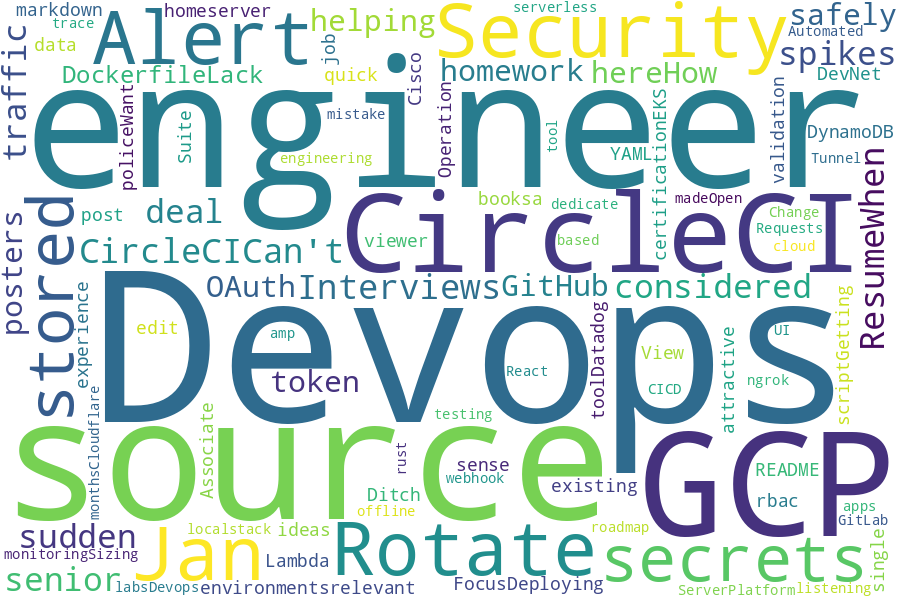 markdown
trace
homeserver
Alert
helping
Security
serverless
safely
Automated
spikes
traffic
data
DockerfileLack
job
quick
Cisco
homework
hereHow
DevNet
engineer
policeWant
Suite
mistake
engineering
Operation
tool
YAML
certificationEKS
validation
DynamoDB
Tunnel
stored
post
deal
CircleCI
booksa
dedicate
madeOpen
Change
Requests
cloud
ResumeWhen
posters
CircleCICan't
viewer
based
OAuth
Interviews
GitHub
considered
experience
edit
Devops
amp
token
React
toolDatadog
View
CICD
attractive
UI
ngrok
scriptGetting
monthsCloudflare
source
Associate
testing
rust
sense
webhook
existing
GCP
README
rbac
Ditch
offline
apps
GitLab
sudden
Jan
localstack
ideas
Rotate
roadmap
secrets
single
monitoringSizing
Lambda
senior
labsDevops
environmentsrelevant
FocusDeploying
ServerPlatform
listening